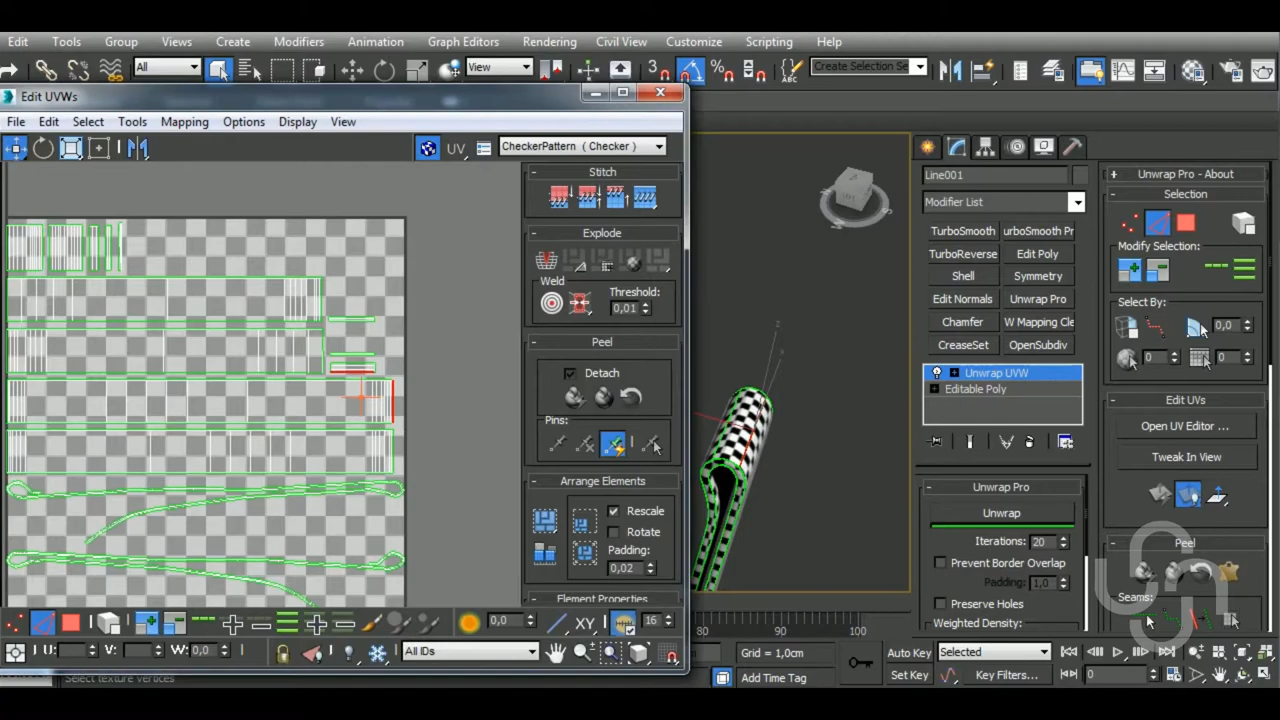 Edit Tools Group Views Create Modifiers Animation Graph Editors Rendering Civil View Customize Scripting Help
All View 3 Create Selection Se
Edit UVWs
File Edit Select Tools Mapping Options Display View
UV CheckerPattern ( Checker )
Stitch
Explode
Weld Threshold:
0,01
Peel
Detach
Pins:
Arrange Elements
Rescale
Rotate
Padding:
0,02
Element Properties
0,0 XY 16
U: V: W: 0,0 All IDs
Select texture vertices
z
80 90 100
Grid = 1,0cm
Add Time Tag
Auto Key Selected
Set Key Key Filters... 0
Line001
Modifier List
TurboSmooth urboSmooth Pr
TurboReverse Edit Poly
Shell Symmetry
Edit Normals Unwrap Pro
Chamfer W Mapping Cle
CreaseSet OpenSubdiv
Unwrap UVW
Editable Poly
Unwrap Pro
Unwrap
Iterations: 20
Prevent Border Overlap
Padding: 1,0
Preserve Holes
Weighted Density:
Unwrap Pro - About
Selection
Modify Selection:
Select By:
0,0
0 0
Edit UVs
Open UV Editor ...
Tweak In View
Peel
Seams: